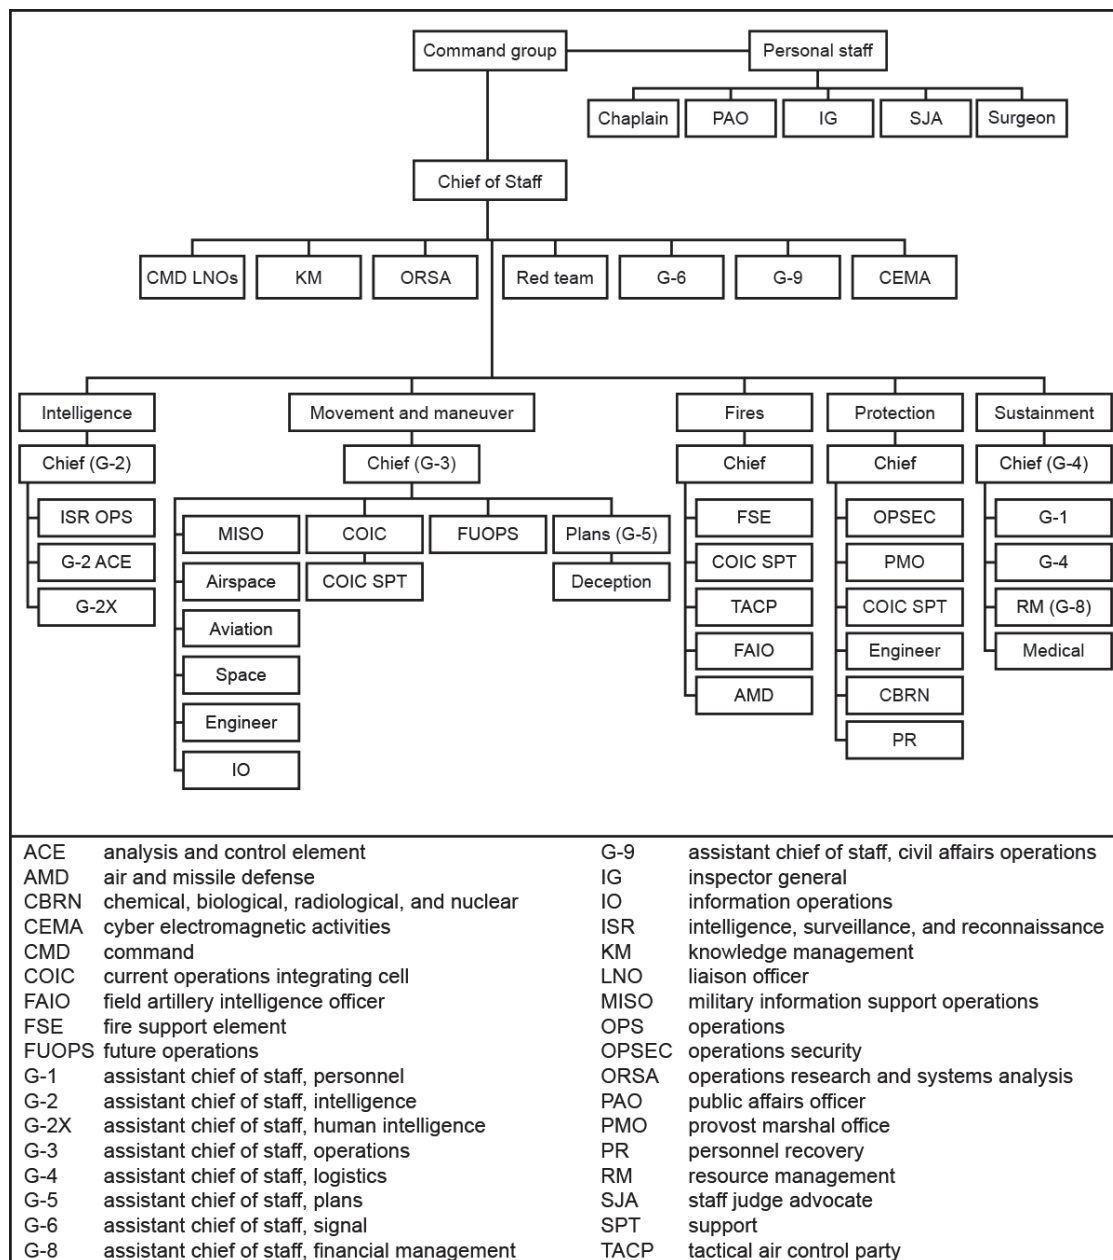 Command group
Personal staff
Chaplain
PAO
IG
SJA
Surgeon
Chief of Staff
CMD LNOs
KM
ORSA
Red team
G-6
G-9
CEMA
Intelligence
Movement and maneuver
Fires
Protection
Sustainment
Chief (G-2)
Chief (G-3)
Chief
Chief
Chief (G-4)
ISR OPS
G-2 ACE
G-2X
MISO
Airspace
Aviation
Space
Engineer
IO
COIC
COIC SPT
FUOPS
Plans (G-5)
Deception
FSE
COIC SPT
TACP
FAIO
AMD
OPSEC
PMO
COIC SPT
Engineer
CBRN
PR
G-1
G-4
RM (G-8)
Medical
ACE analysis and control element
AMD air and missile defense
CBRN chemical, biological, radiological, and nuclear
CEMA cyber electromagnetic activities
CMD command
COIC current operations integrating cell
FAIO field artillery intelligence officer
FSE fire support element
FUOPS future operations
G-1 assistant chief of staff, personnel
G-2 assistant chief of staff, intelligence
G-2X assistant chief of staff, human intelligence
G-3 assistant chief of staff, operations
G-4 assistant chief of staff, logistics
G-5 assistant chief of staff, plans
G-6 assistant chief of staff, signal
G-8 assistant chief of staff, financial management
G-9 assistant chief of staff, civil affairs operations
IG inspector general
IO information operations
ISR intelligence, surveillance, and reconnaissance
KM knowledge management
LNO liaison officer
MISO military information support operations
OPS operations
OPSEC operations security
ORSA operations research and systems analysis
PAO public affairs officer
PMO provost marshal office
PR personnel recovery
RM resource management
SJA staff judge advocate
SPT support
TACP tactical air control party